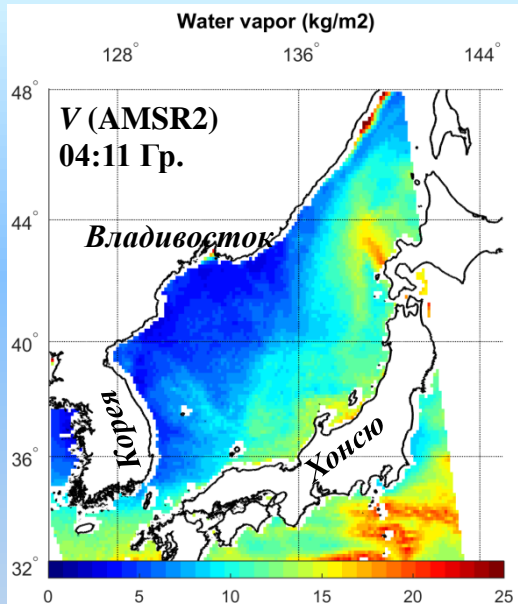 Water vapor (kg/m2)
128° 136° 144°
48°
V (AMSR2)
04:11 Гр.
44°
Владивосток
40°
Корея
Хонсю
36°
32°
0 5 10 15 20 25